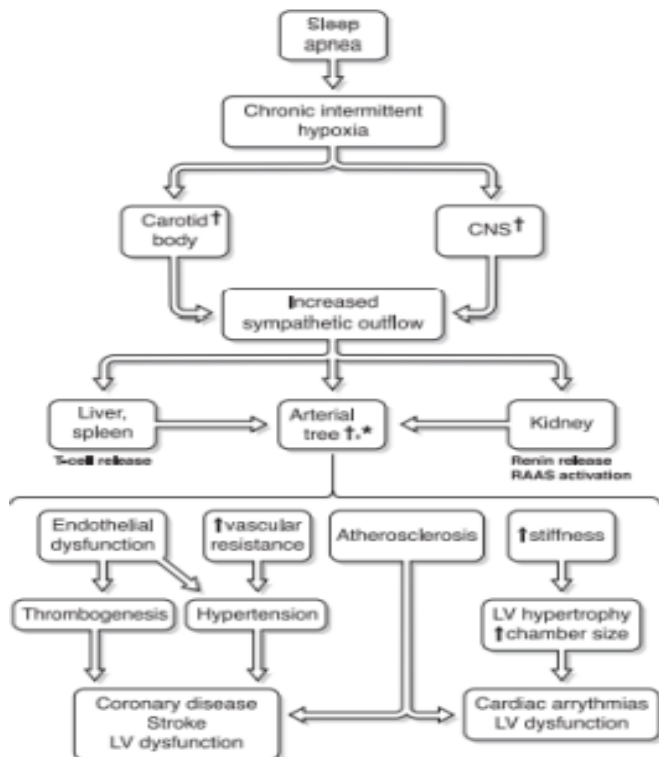 Sleep
apnea
Chronic intermittent
hypoxia
Carotid †
body
CNS †
Increased
sympathetic outflow
Liver,
spleen
T-cell release
Arterial
tree †,*
Kidney
Renin release
RAAS activation
Endothelial
dysfunction
↑vascular
resistance
Atherosclerosis
↑stiffness
Thrombogenesis
Hypertension
LV hypertrophy
↑chamber size
Coronary disease
Stroke
LV dysfunction
Cardiac arrythmias
LV dysfunction